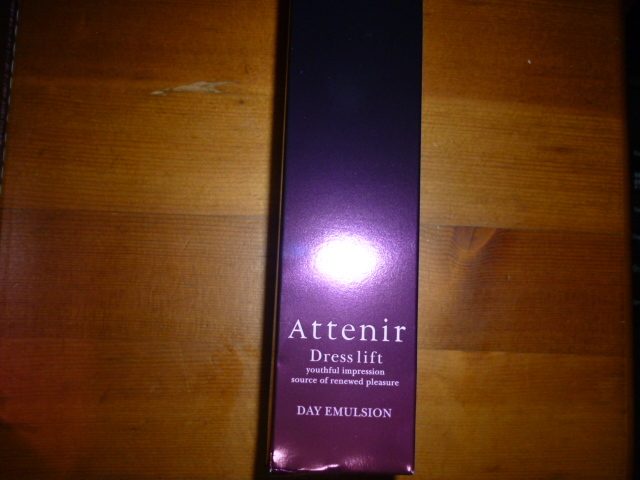 Attenir
Dress lift
youthful impression
source of renewed pleasure
DAY EMULSION